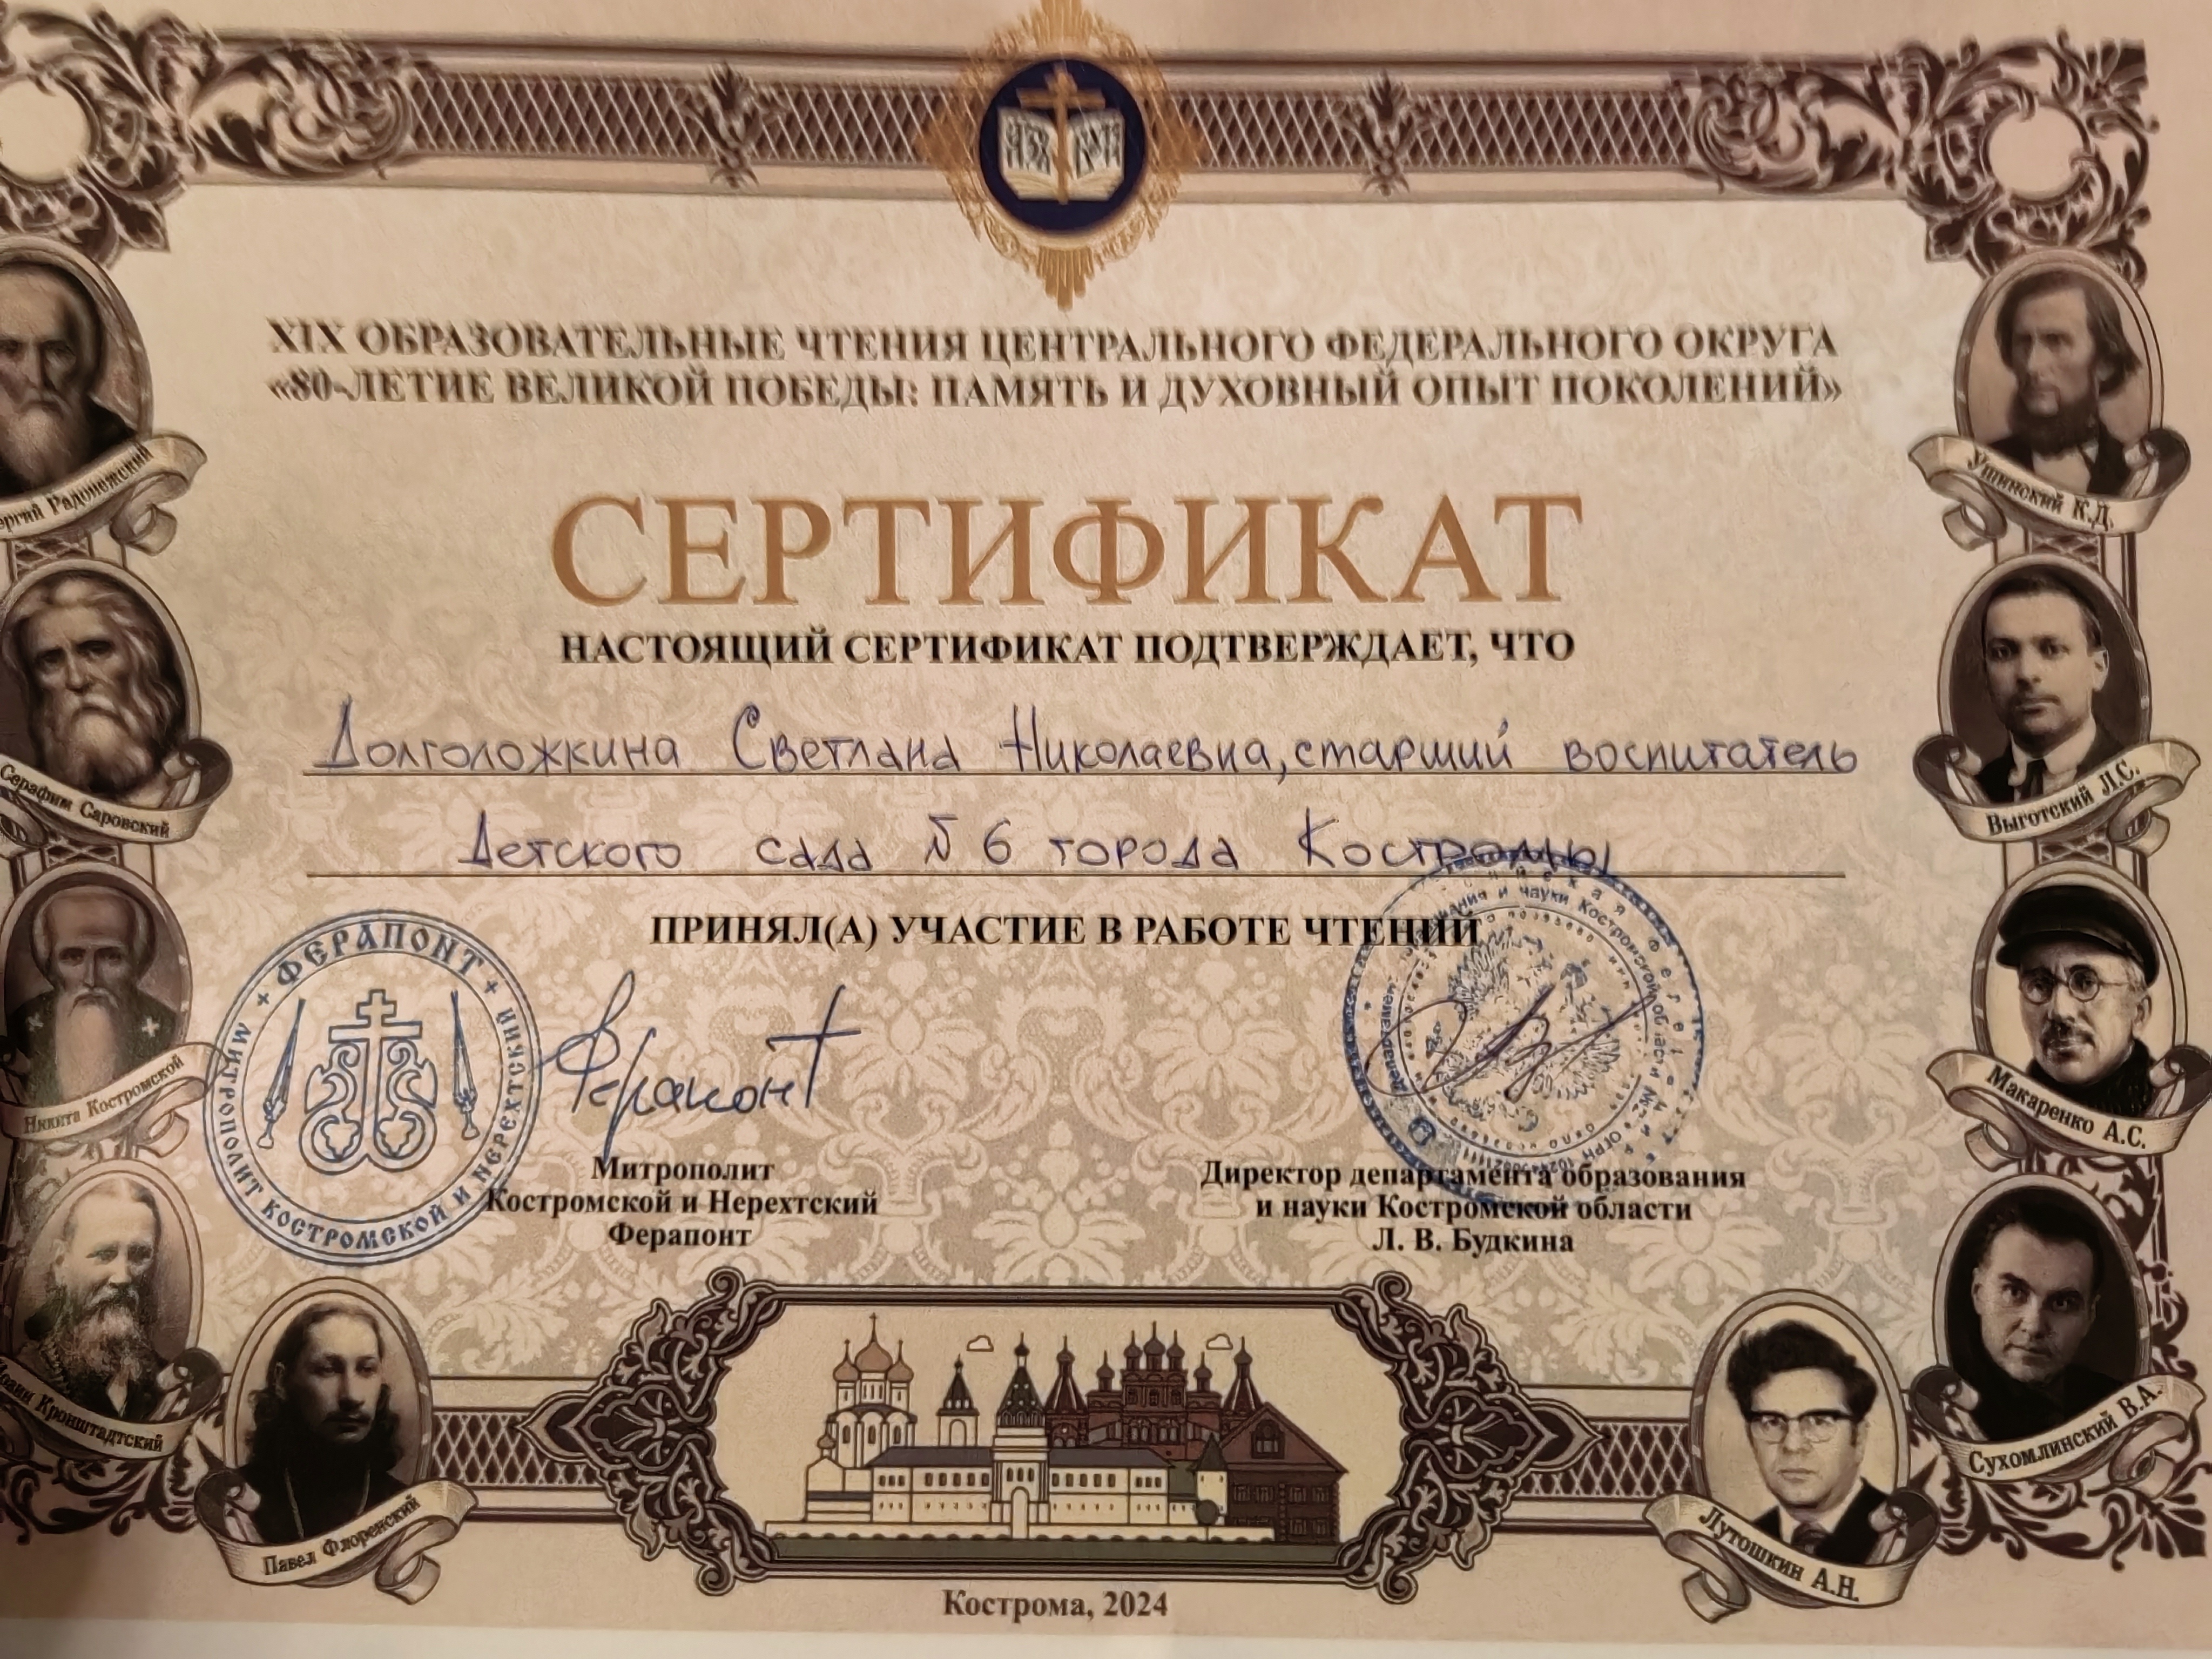 XIX ОБРАЗОВАТЕЛЬНЫЕ ЧТЕНИЯ ЦЕНТРАЛЬНОГО ФЕДЕРАЛЬНОГО ОКРУГА
«80-ЛЕТИЕ ВЕЛИКОЙ ПОБЕДЫ: ПАМЯТЬ И ДУХОВНЫЙ ОПЫТ ПОКОЛЕНИЙ»
СЕРТИФИКАТ
НАСТОЯЩИЙ СЕРТИФИКАТ ПОДТВЕРЖДАЕТ, ЧТО
Долголожкина Светлана Николаевна, старший воспитатель
Детского сада № 6 города Костромы
ПРИНЯЛ(А) УЧАСТИЕ В РАБОТЕ ЧТЕНИЙ
ФЕРАПОНТ
МИТРОПОЛИТ КОСТРОМСКОЙ И НЕРЕХТСКИЙ
Ферапонт
Митрополит
Костромской и Нерехтский
Ферапонт
Директор департамента образования
и науки Костромской области
Л. В. Будкина
Радонежский
Серафим Саровский
Никита Костромской
Иоанн Кронштадтский
Павел Флоренский
Ушинский К.Д.
Выготский Л.С.
Макаренко А.С.
Сухомлинский В.А.
Лутошкин А.Н.
Кострома, 2024